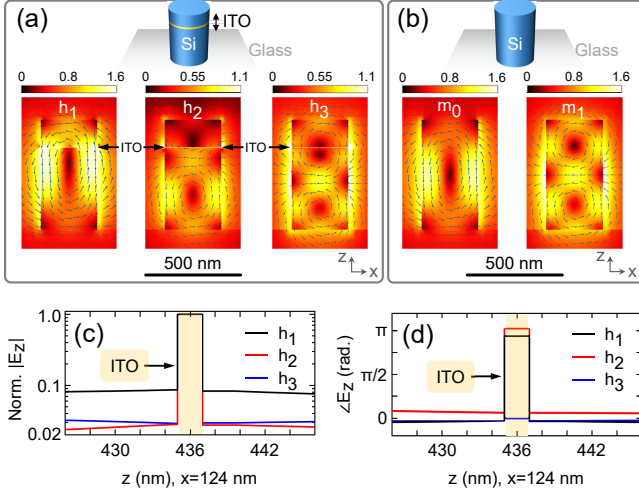 (a)
ITO
Si
Glass
0 0.8 1.6
0 0.55 1.1
0 0.55 1.1
h1
h2
h3
ITO
ITO
500 nm
z
x
(b)
Si
Glass
0 0.8 1.6
0 0.8 1.6
m0
m1
500 nm
z
x
(c)
Norm. |Ez|
1.0
0.1
0.02
ITO
h1
h2
h3
430 436 442
z (nm), x=124 nm
(d)
∠Ez (rad.)
π
π/2
0
ITO
h1
h2
h3
430 436 442
z (nm), x=124 nm